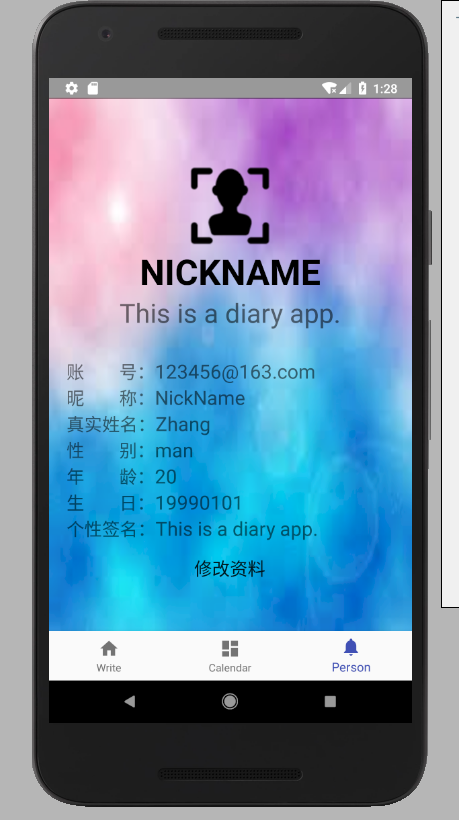 1:28
NICKNAME
This is a diary app.
账 号：123456@163.com
昵 称：NickName
真实姓名：Zhang
性 别：man
年 龄：20
生 日：19990101
个性签名：This is a diary app.
修改资料
Write Calendar Person